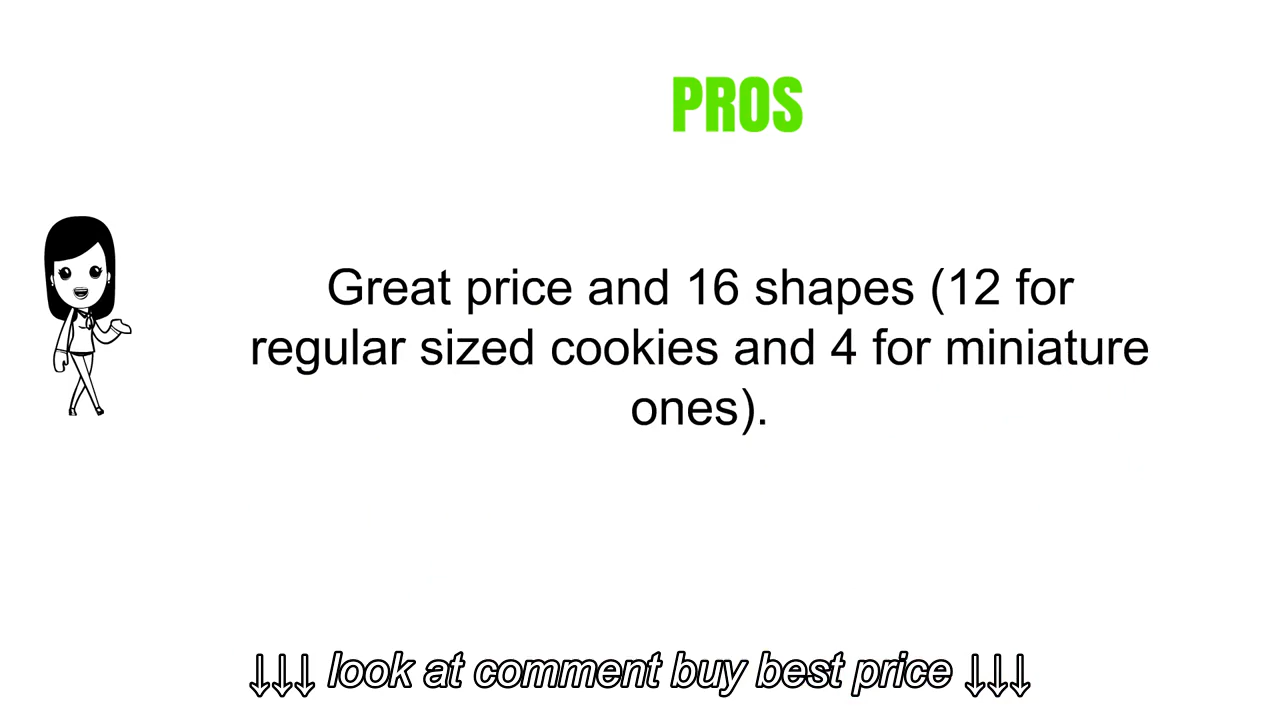 PROS
Great price and 16 shapes (12 for
regular sized cookies and 4 for miniature
ones).
↓↓↓ look at comment buy best price ↓↓↓